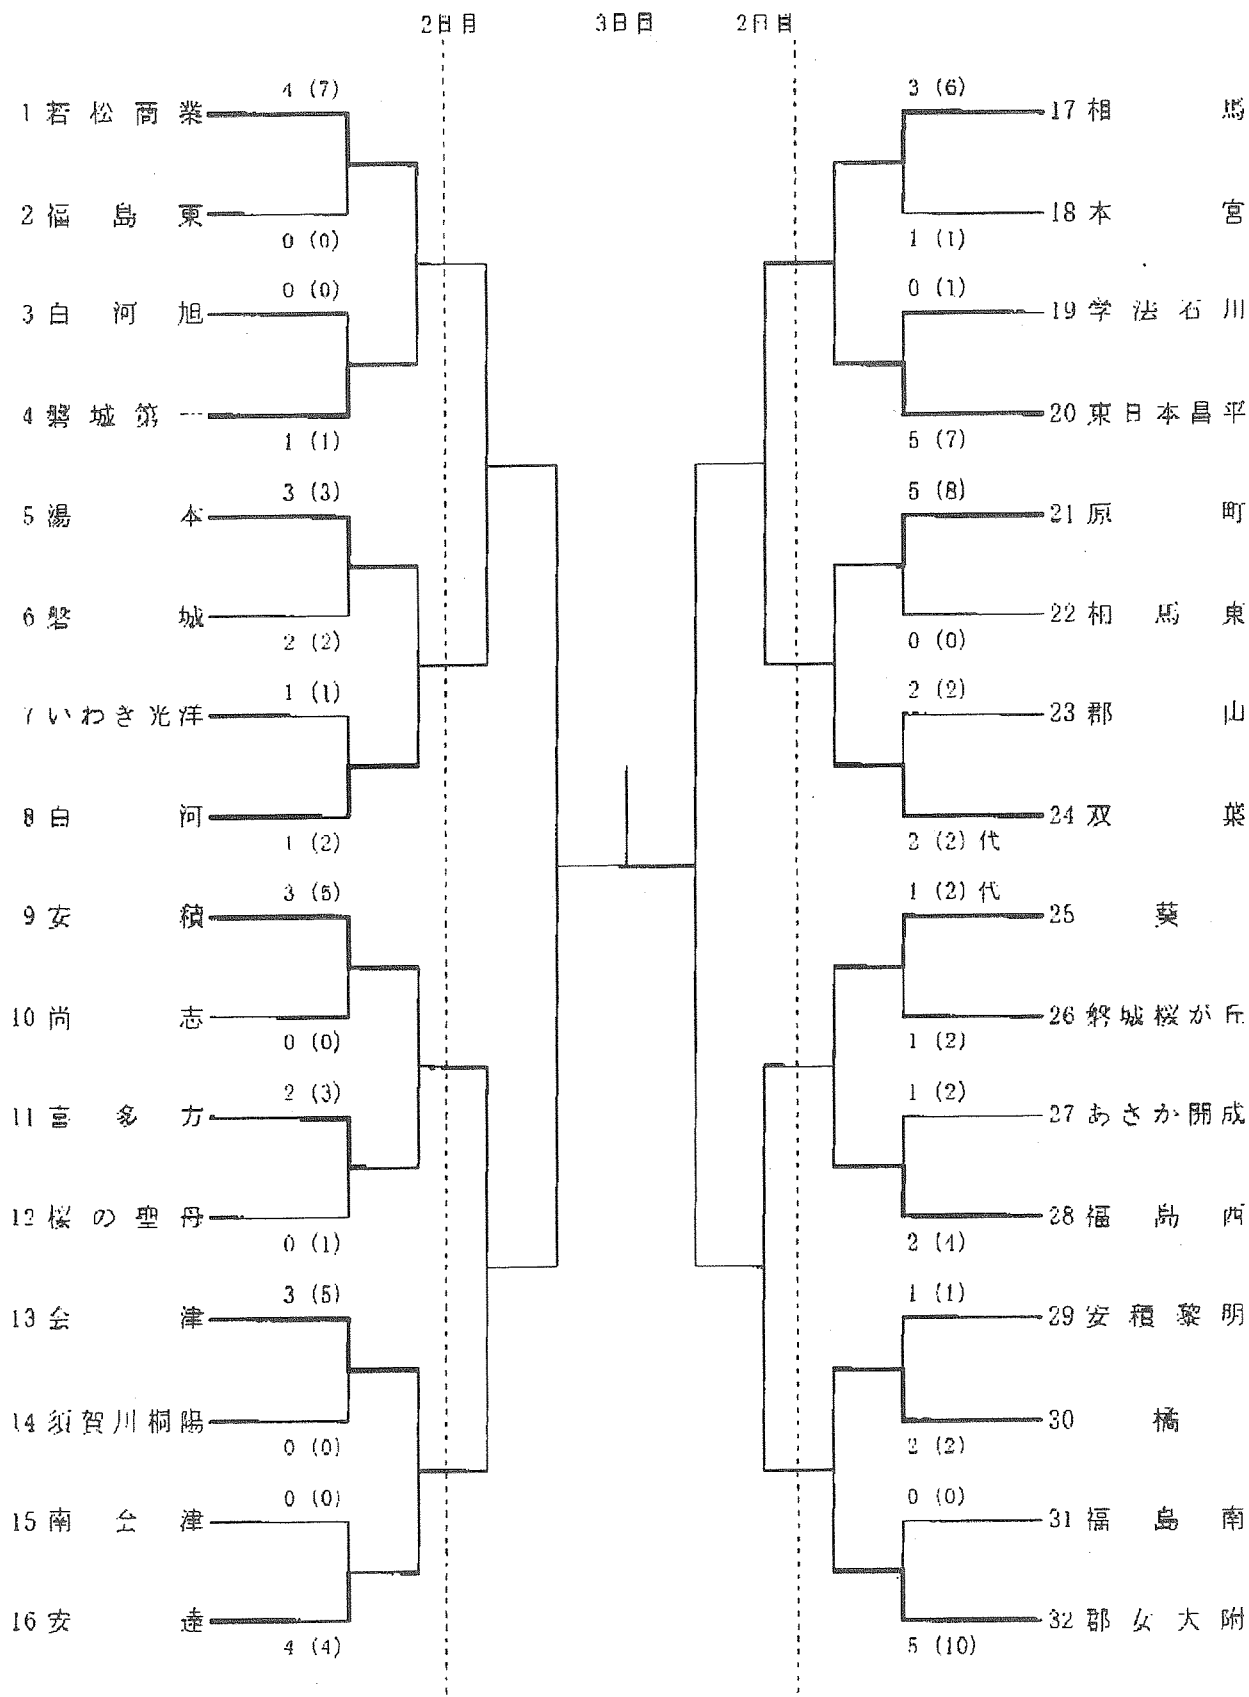 2日目 3日目 2日目
4 (7)
1 若松商業
2 福島東
0 (0)
0 (0)
3 白河旭
4 磐城第一
1 (1)
3 (3)
5 湯本
6 磐城
2 (2)
1 (1)
7 いわき光洋
8 白河
1 (2)
3 (5)
9 安積
10 尚志
0 (0)
2 (3)
11 喜多方
12 桜の聖母
0 (1)
3 (5)
13 会津
14 須賀川桐陽
0 (0)
0 (0)
15 南会津
16 安達
4 (4)
3 (6)
17 相馬
18 本宮
1 (1)
0 (1)
19 学法石川
20 東日本昌平
5 (7)
5 (8)
21 原町
22 相馬東
0 (0)
2 (2)
23 郡山
24 双葉
2 (2) 代
1 (2) 代
25 葵
26 磐城桜が丘
1 (2)
1 (2)
27 あさか開成
28 福島西
2 (4)
1 (1)
29 安積黎明
30 橘
2 (2)
0 (0)
31 福島南
32 郡女大附
5 (10)